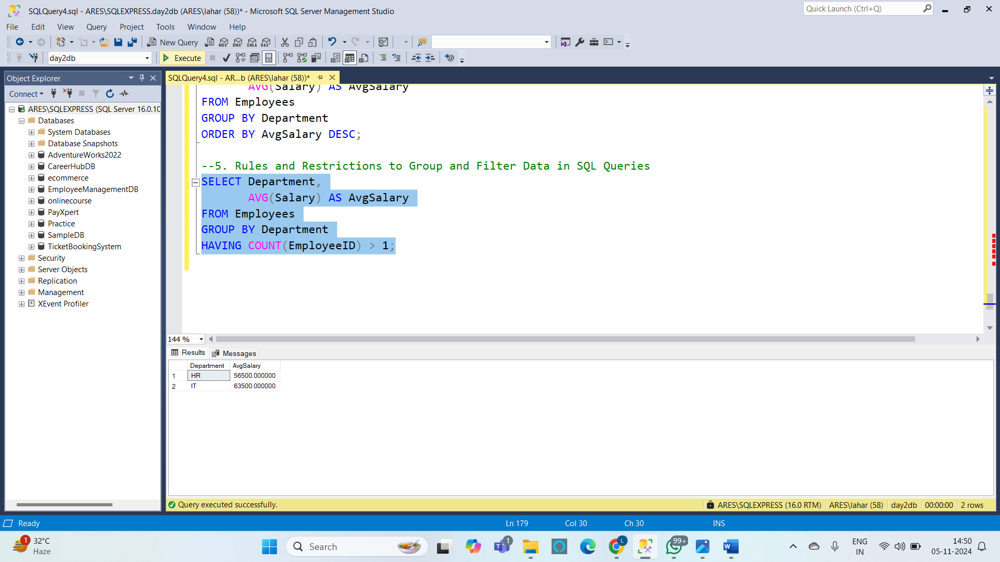 SQLQuery4.sql - ARES\SQLEXPRESS.day2db (ARES\lahar (58))* - Microsoft SQL Server Management Studio
Quick Launch (Ctrl+Q)
File Edit View Query Project Tools Window Help
New Query MDX DMX XMLA DAX
day2db Execute
Object Explorer
Connect
ARES\SQLEXPRESS (SQL Server 16.0.10
Databases
System Databases
Database Snapshots
AdventureWorks2022
CareerHubDB
ecommerce
EmployeeManagementDB
onlinecourse
PayXpert
Practice
SampleDB
TicketBookingSystem
Security
Server Objects
Replication
Management
XEvent Profiler
SQLQuery4.sql - AR...b (ARES\lahar (58))*
AVG(Salary) AS AvgSalary
FROM Employees
GROUP BY Department
ORDER BY AvgSalary DESC;
--5. Rules and Restrictions to Group and Filter Data in SQL Queries
SELECT Department,
AVG(Salary) AS AvgSalary
FROM Employees
GROUP BY Department
HAVING COUNT(EmployeeID) > 1;
144 %
Results Messages
Department AvgSalary
1 HR 56500.000000
2 IT 63500.000000
Query executed successfully.
ARES\SQLEXPRESS (16.0 RTM) ARES\lahar (58) day2db 00:00:00 2 rows
Ready Ln 179 Col 30 Ch 30 INS
1 32°C
Haze
Search
1
L
99+
ENG
IN
14:50
05-11-2024